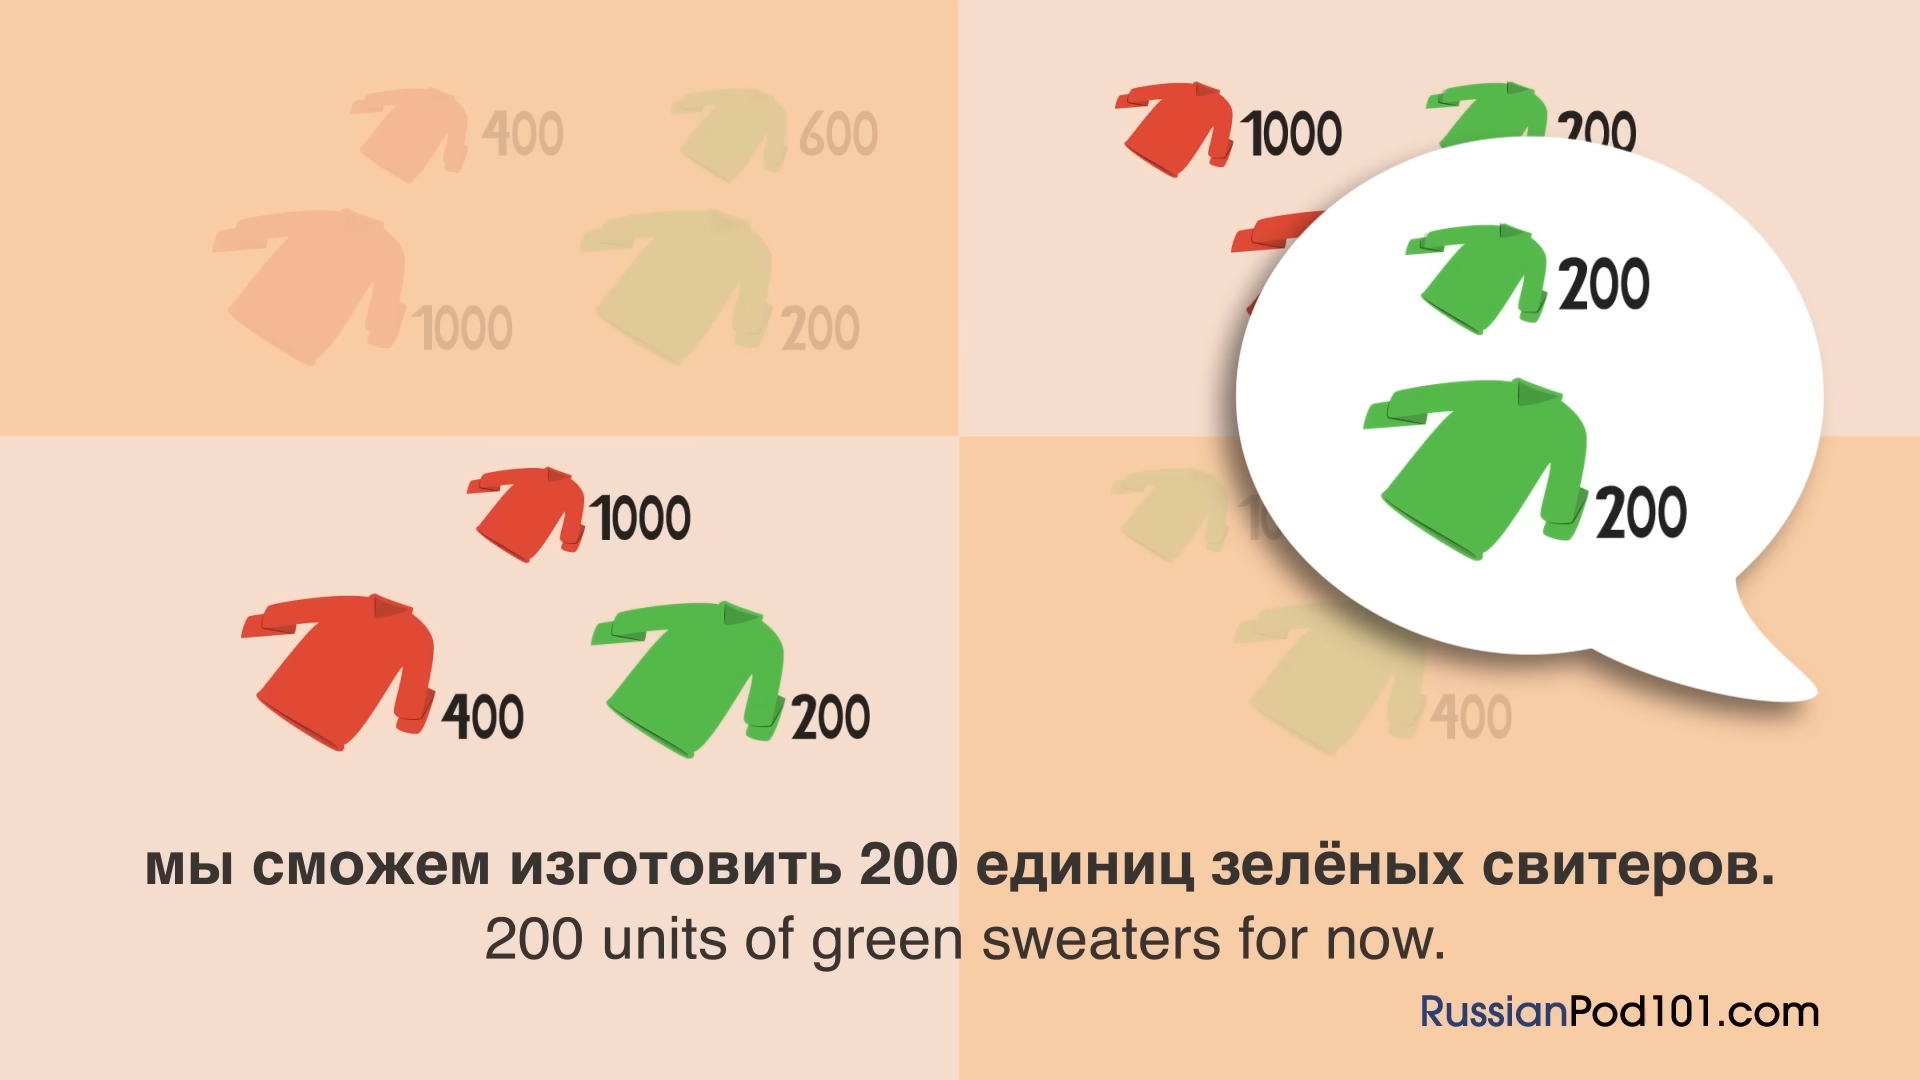 400 600
1000 200
1000 200
200
200
1000
400 200
400
мы сможем изготовить 200 единиц зелёных свитеров.
200 units of green sweaters for now.
RussianPod101.com